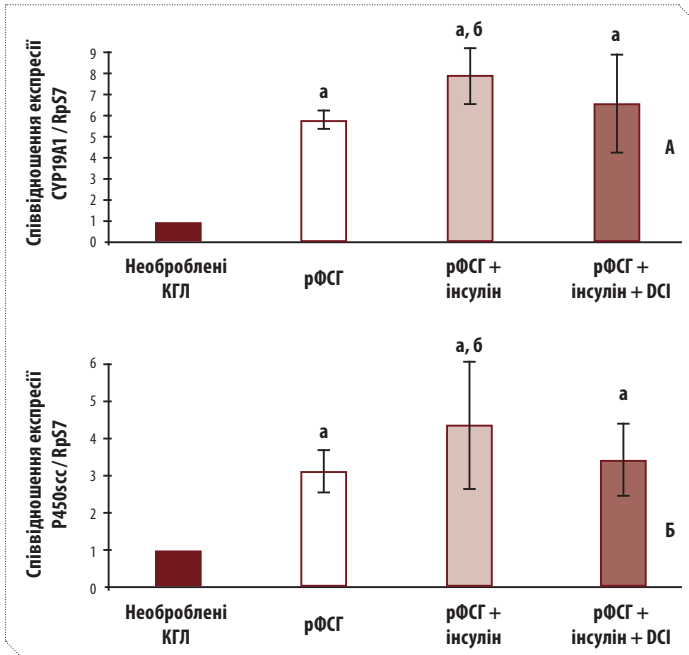 Співвідношення експресії
CYP19A1 / RpS7
9
8
7
6
5
4
3
2
1
0
а
а, б
а
А
Необроблені
КГЛ
рФСГ
рФСГ +
інсулін
рФСГ +
інсулін + DCI
Співвідношення експресії
P450scc / RpS7
6
5
4
3
2
1
0
а
а, б
а
Б
Необроблені
КГЛ
рФСГ
рФСГ +
інсулін
рФСГ +
інсулін + DCI